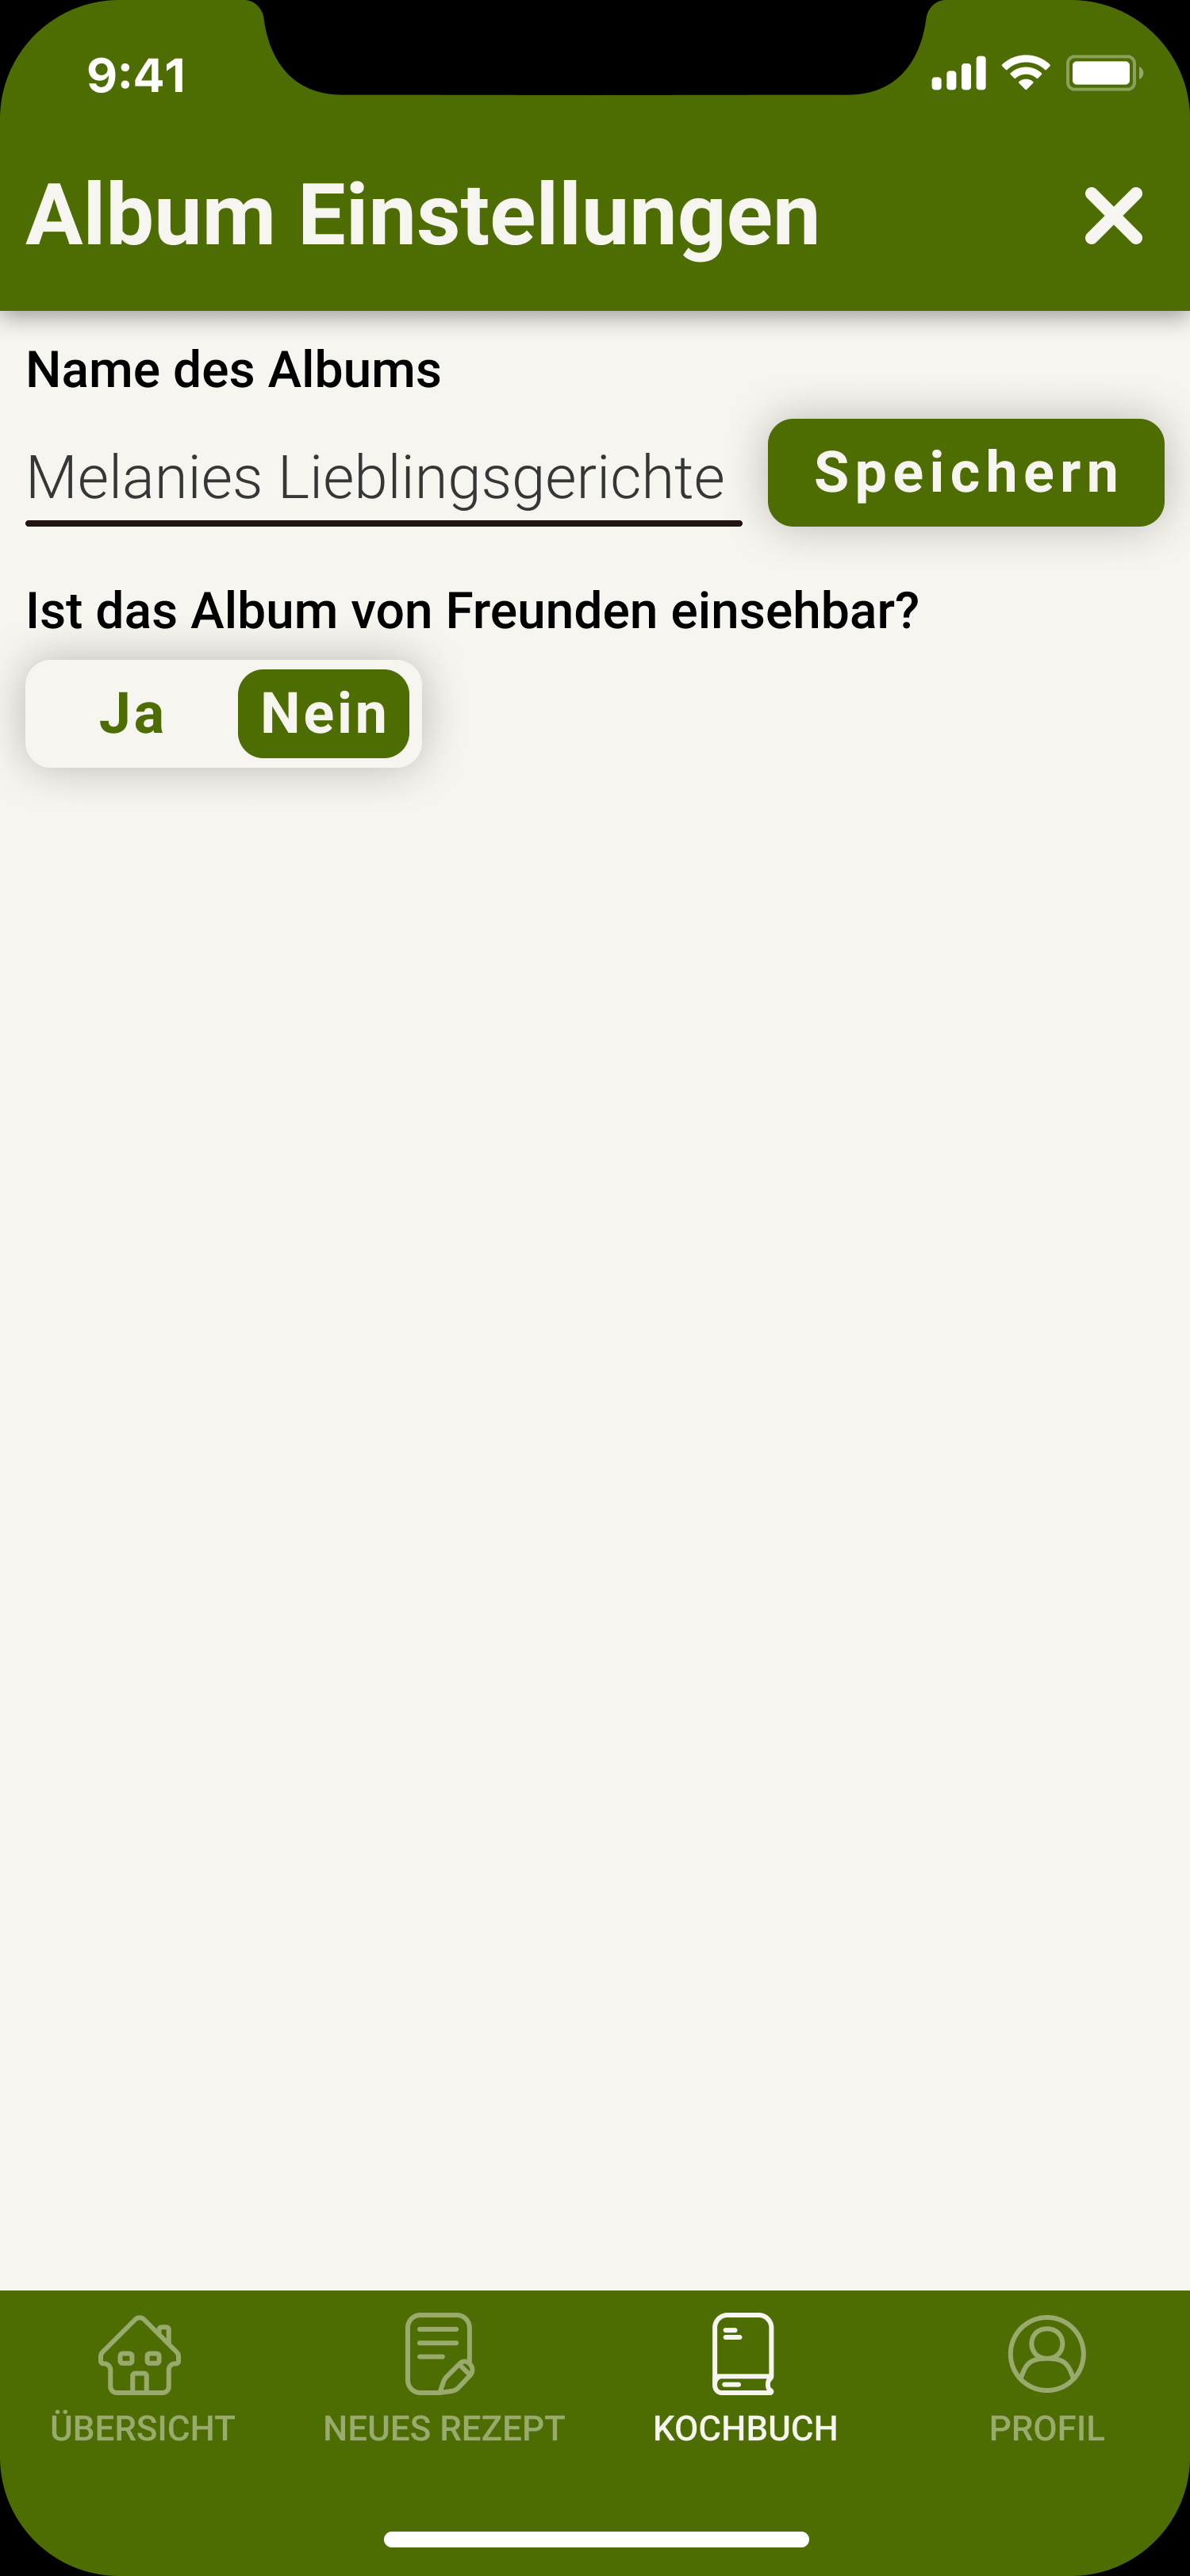 9:41
Album Einstellungen
Name des Albums
Melanies Lieblingsgerichte
Speichern
Ist das Album von Freunden einsehbar?
Ja Nein
ÜBERSICHT NEUES REZEPT KOCHBUCH PROFIL